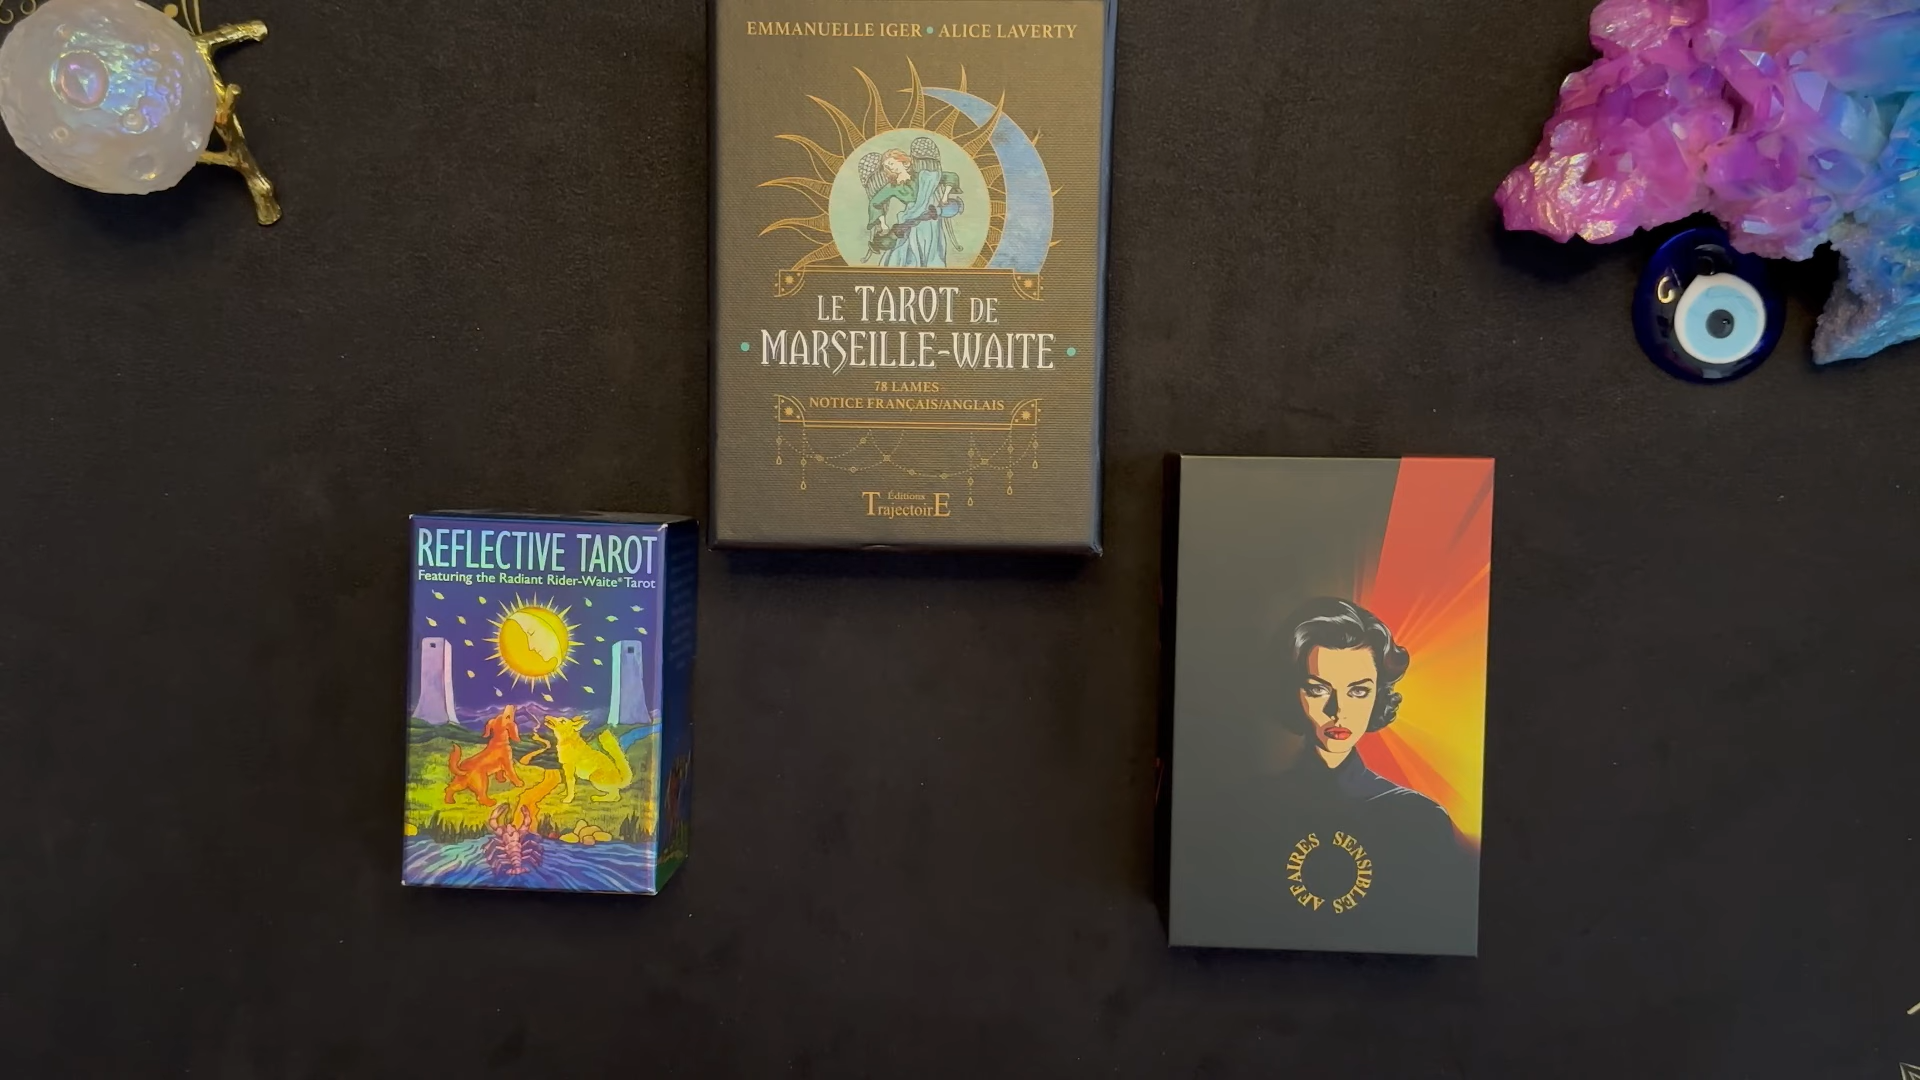 EMMANUELLE IGER • ALICE LAVERTY
LE TAROT DE
• MARSEILLE-WAITE •
78 LAMES
NOTICE FRANÇAIS/ANGLAIS
Éditions
TrajectoirE
REFLECTIVE TAROT
Featuring the Radiant Rider-Waite® Tarot
AFFAIRES SENSIBLES